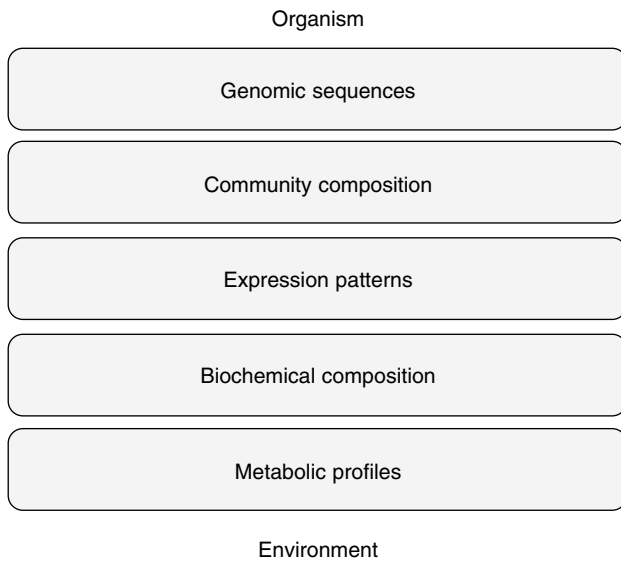 Organism
Genomic sequences
Community composition
Expression patterns
Biochemical composition
Metabolic profiles
Environment